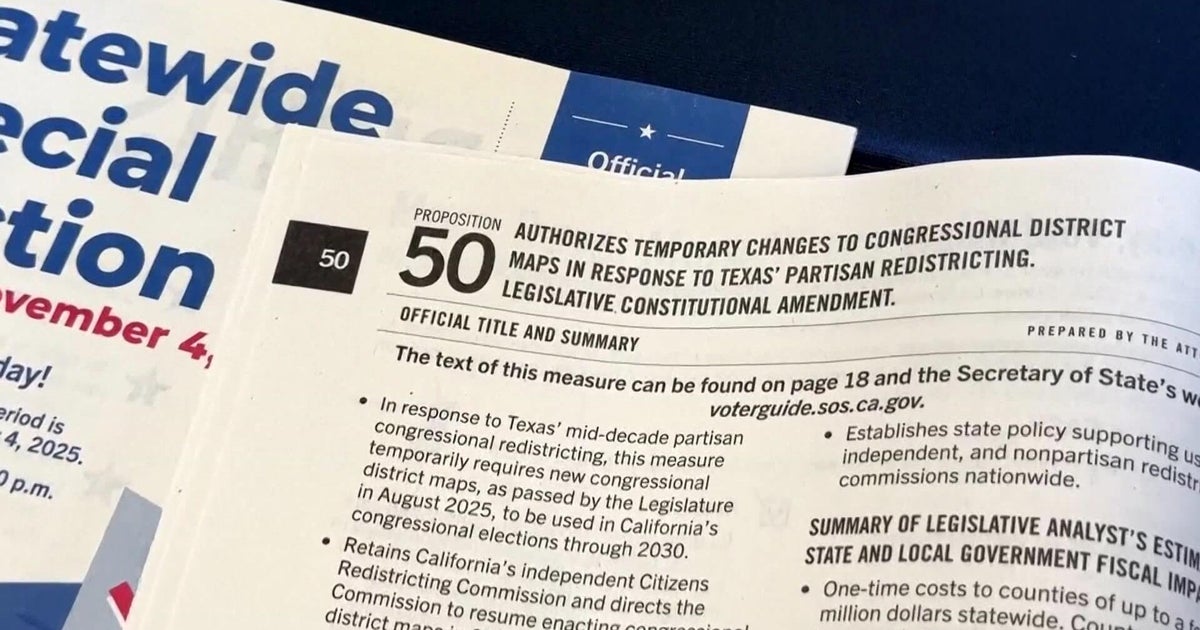 atewide
ecial
ction
ovember 4,
day!
eriod is
4, 2025.
0 p.m.
Official
50
PROPOSITION
50
AUTHORIZES TEMPORARY CHANGES TO CONGRESSIONAL DISTRICT
MAPS IN RESPONSE TO TEXAS' PARTISAN REDISTRICTING.
LEGISLATIVE CONSTITUTIONAL AMENDMENT.
OFFICIAL TITLE AND SUMMARY
PREPARED BY THE ATT
The text of this measure can be found on page 18 and the Secretary of State's we
voterguide.sos.ca.gov.
• In response to Texas' mid-decade partisan
congressional redistricting, this measure
temporarily requires new congressional
district maps, as passed by the Legislature
in August 2025, to be used in California's
congressional elections through 2030.
• Retains California's independent Citizens
Redistricting Commission and directs the
Commission to resume enacting congressional
district maps
• Establishes state policy supporting us
independent, and nonpartisan redistr
commissions nationwide.
SUMMARY OF LEGISLATIVE ANALYST'S ESTIM
STATE AND LOCAL GOVERNMENT FISCAL IMPA
• One-time costs to counties of up to a f
million dollars statewide. Coun